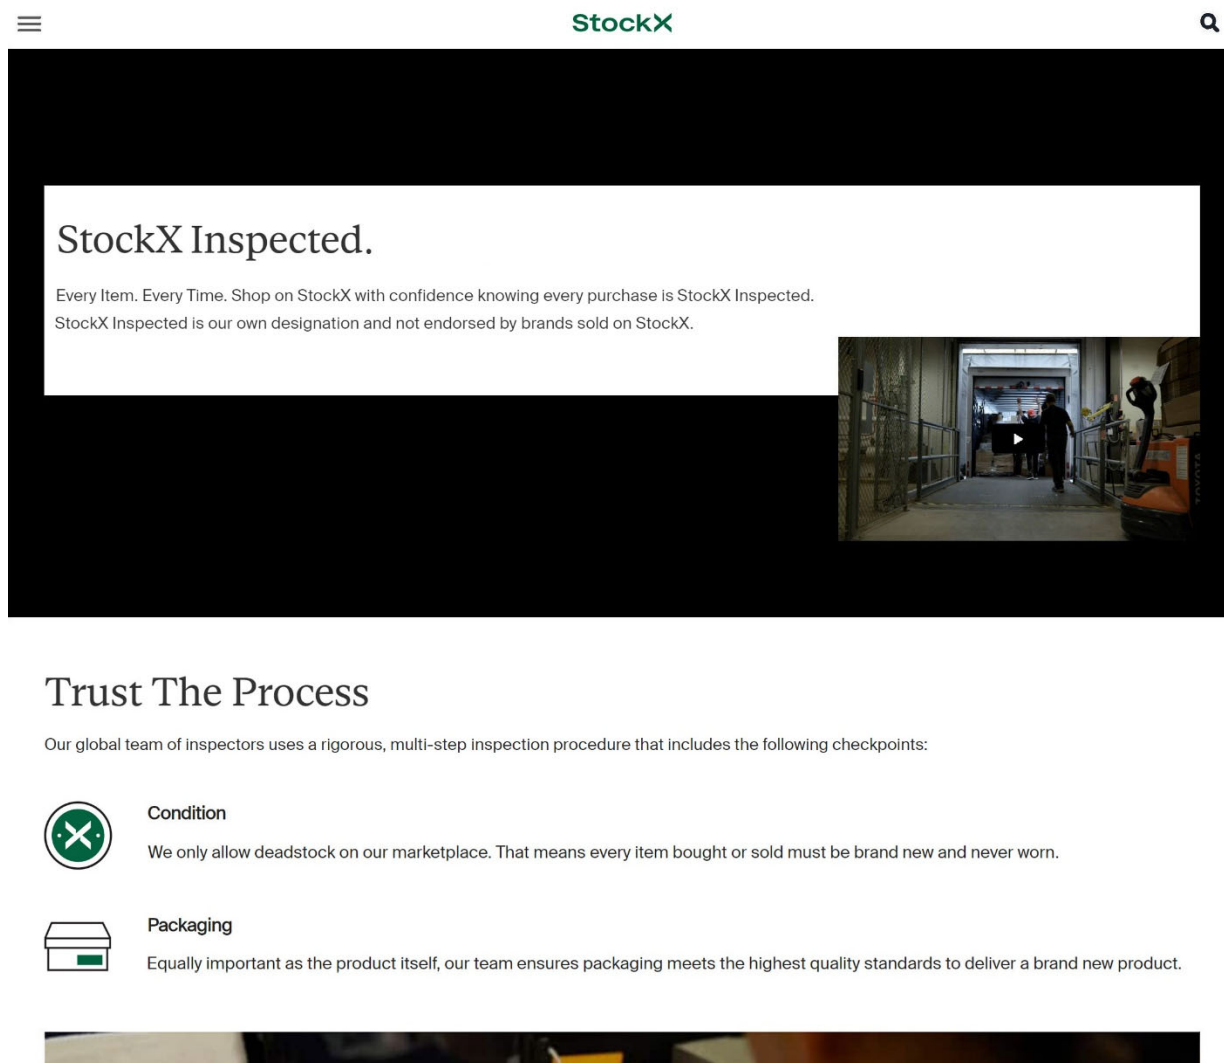 StockX
StockX Inspected.
Every Item. Every Time. Shop on StockX with confidence knowing every purchase is StockX Inspected.
StockX Inspected is our own designation and not endorsed by brands sold on StockX.
TOYOTA
Trust The Process
Our global team of inspectors uses a rigorous, multi-step inspection procedure that includes the following checkpoints:
Condition
We only allow deadstock on our marketplace. That means every item bought or sold must be brand new and never worn.
Packaging
Equally important as the product itself, our team ensures packaging meets the highest quality standards to deliver a brand new product.